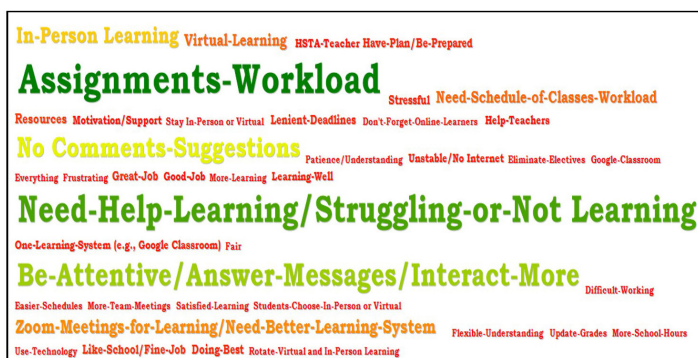 In-Person Learning Virtual-Learning HSTA-Teacher Have-Plan/Be-Prepared
Assignments-Workload Stressful Need-Schedule-of-Classes-Workload
Resources Motivation/Support Stay In-Person or Virtual Lenient-Deadlines Don't-Forget-Online-Learners Help-Teachers
No Comments-Suggestions Patience/Understanding Unstable/No Internet Eliminate-Electives Google-Classroom
Everything Frustrating Great-Job Good-Job More-Learning Learning-Well
Need-Help-Learning/Struggling-or-Not Learning
One-Learning-System (e.g., Google Classroom) Fair
Be-Attentive/Answer-Messages/Interact-More Difficult-Working
Easier-Schedules More-Team-Meetings Satisfied-Learning Students-Choose-In-Person or Virtual
Zoom-Meetings-for-Learning/Need-Better-Learning-System Flexible-Understanding Update-Grades More-School-Hours
Use-Technology Like-School/Fine-Job Doing-Best Rotate-Virtual and In-Person Learning